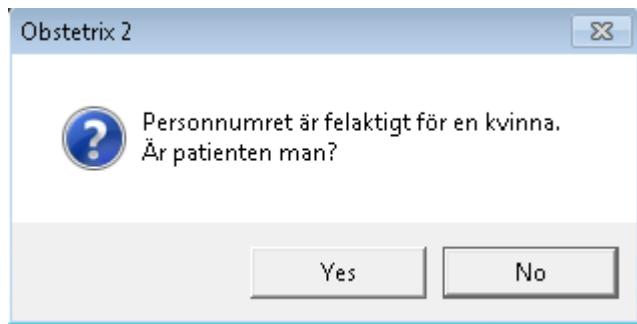 Obstetrix 2
Personnumret är felaktigt för en kvinna.
Är patienten man?
Yes
No